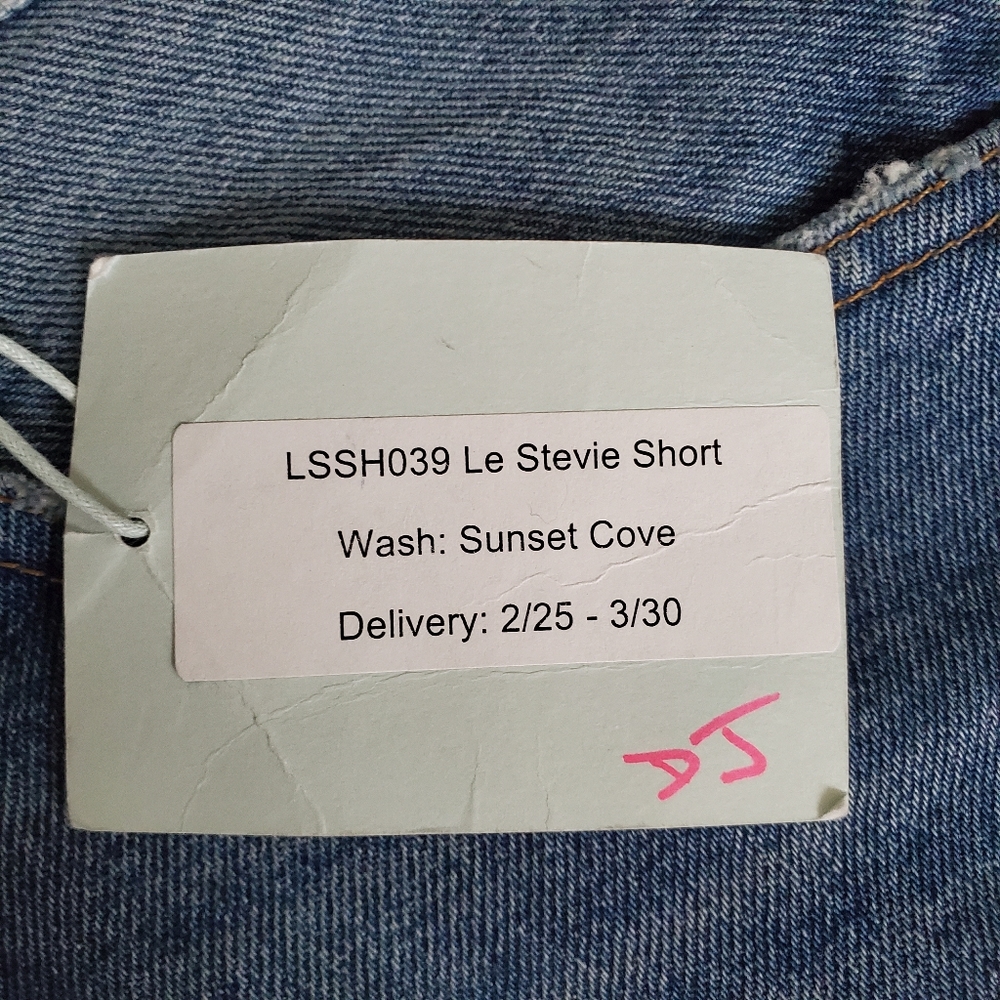 LSSH039 Le Stevie Short
Wash: Sunset Cove
Delivery: 2/25 - 3/30